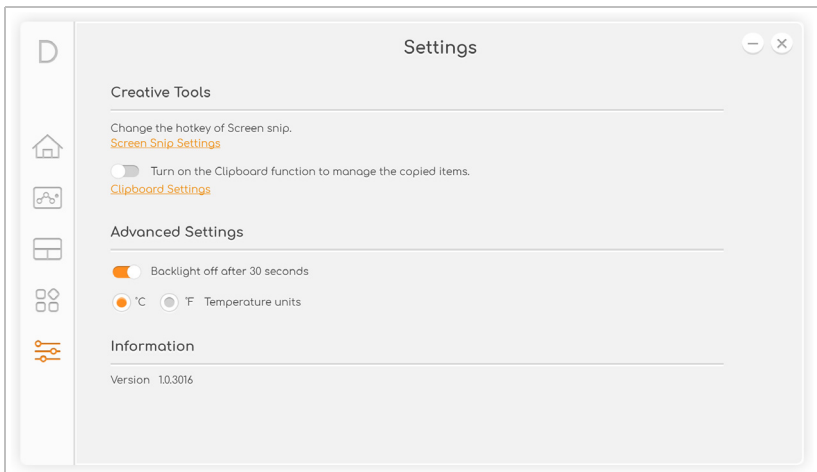 D
Settings
Creative Tools
Change the hotkey of Screen snip.
Screen Snip Settings
Turn on the Clipboard function to manage the copied items.
Clipboard Settings
Advanced Settings
Backlight off after 30 seconds
°C °F Temperature units
Information
Version 1.0.3016